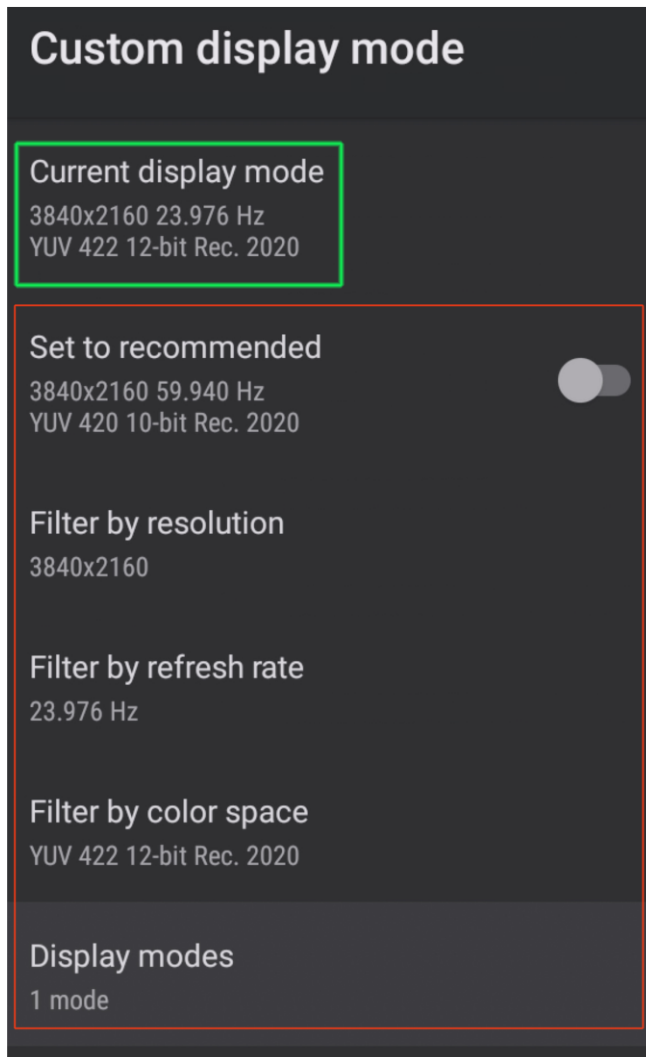 Custom display mode
Current display mode
3840x2160 23.976 Hz
YUV 422 12-bit Rec. 2020
Set to recommended
3840x2160 59.940 Hz
YUV 420 10-bit Rec. 2020
Filter by resolution
3840x2160
Filter by refresh rate
23.976 Hz
Filter by color space
YUV 422 12-bit Rec. 2020
Display modes
1 mode